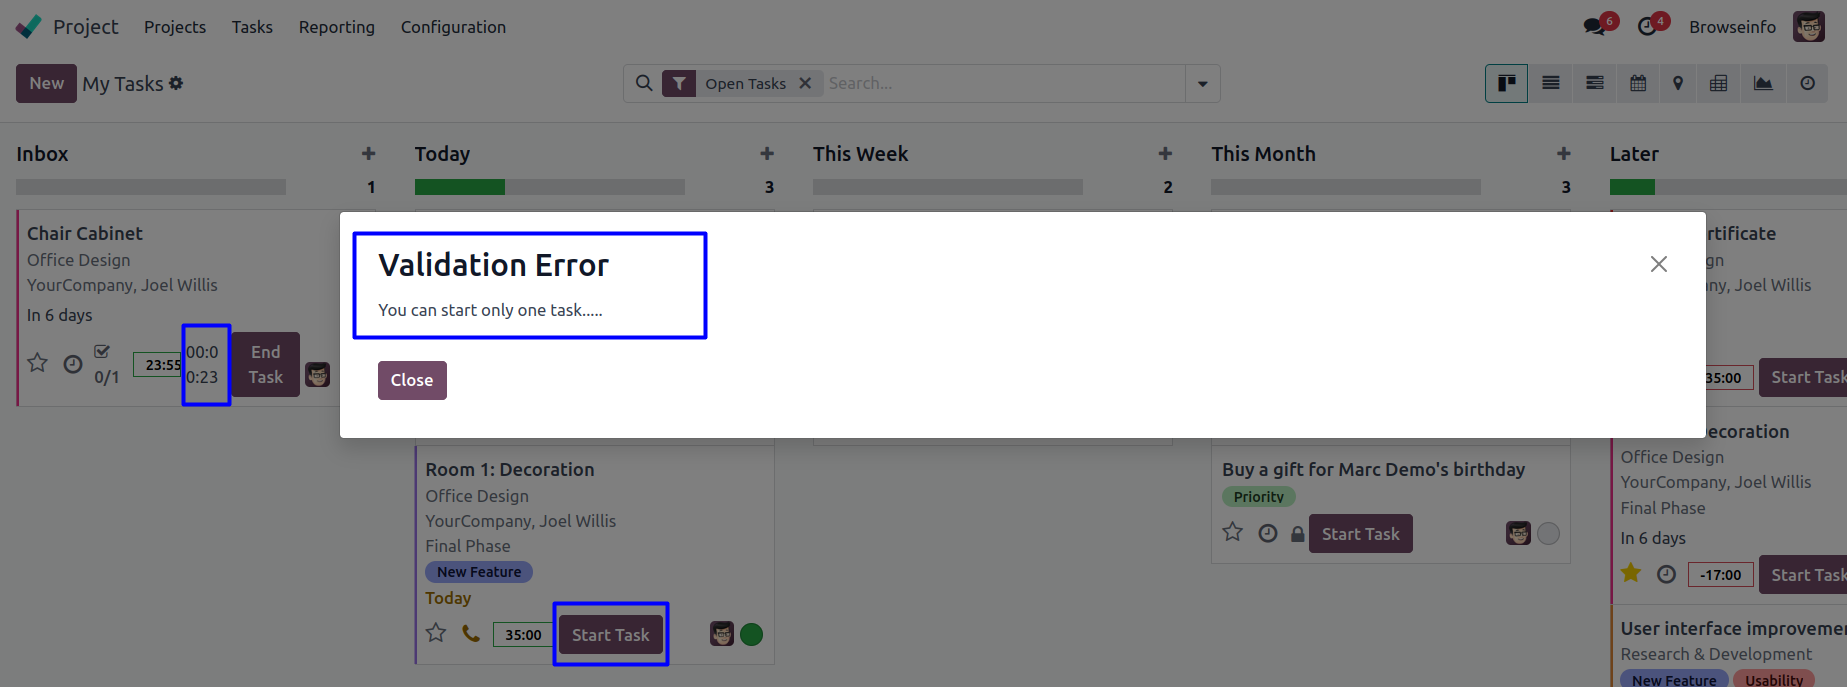 Project Projects Tasks Reporting Configuration 6 4 Browseinfo
New My Tasks Open Tasks Search...
Inbox
1
Today
3
This Week
2
This Month
3
Later
Chair Cabinet
Office Design
YourCompany, Joel Willis
In 6 days
0/1
23:55
00:0
0:23
End
Task
Validation Error
You can start only one task.....
Close
Room 1: Decoration
Office Design
YourCompany, Joel Willis
Final Phase
New Feature
Today
35:00 Start Task
Buy a gift for Marc Demo's birthday
Priority
Start Task
rtificate
gn
ny, Joel Willis
35:00 Start Task
ecoration
Office Design
YourCompany, Joel Willis
Final Phase
In 6 days
-17:00 Start Task
User interface improveme
Research & Development
New Feature Usability